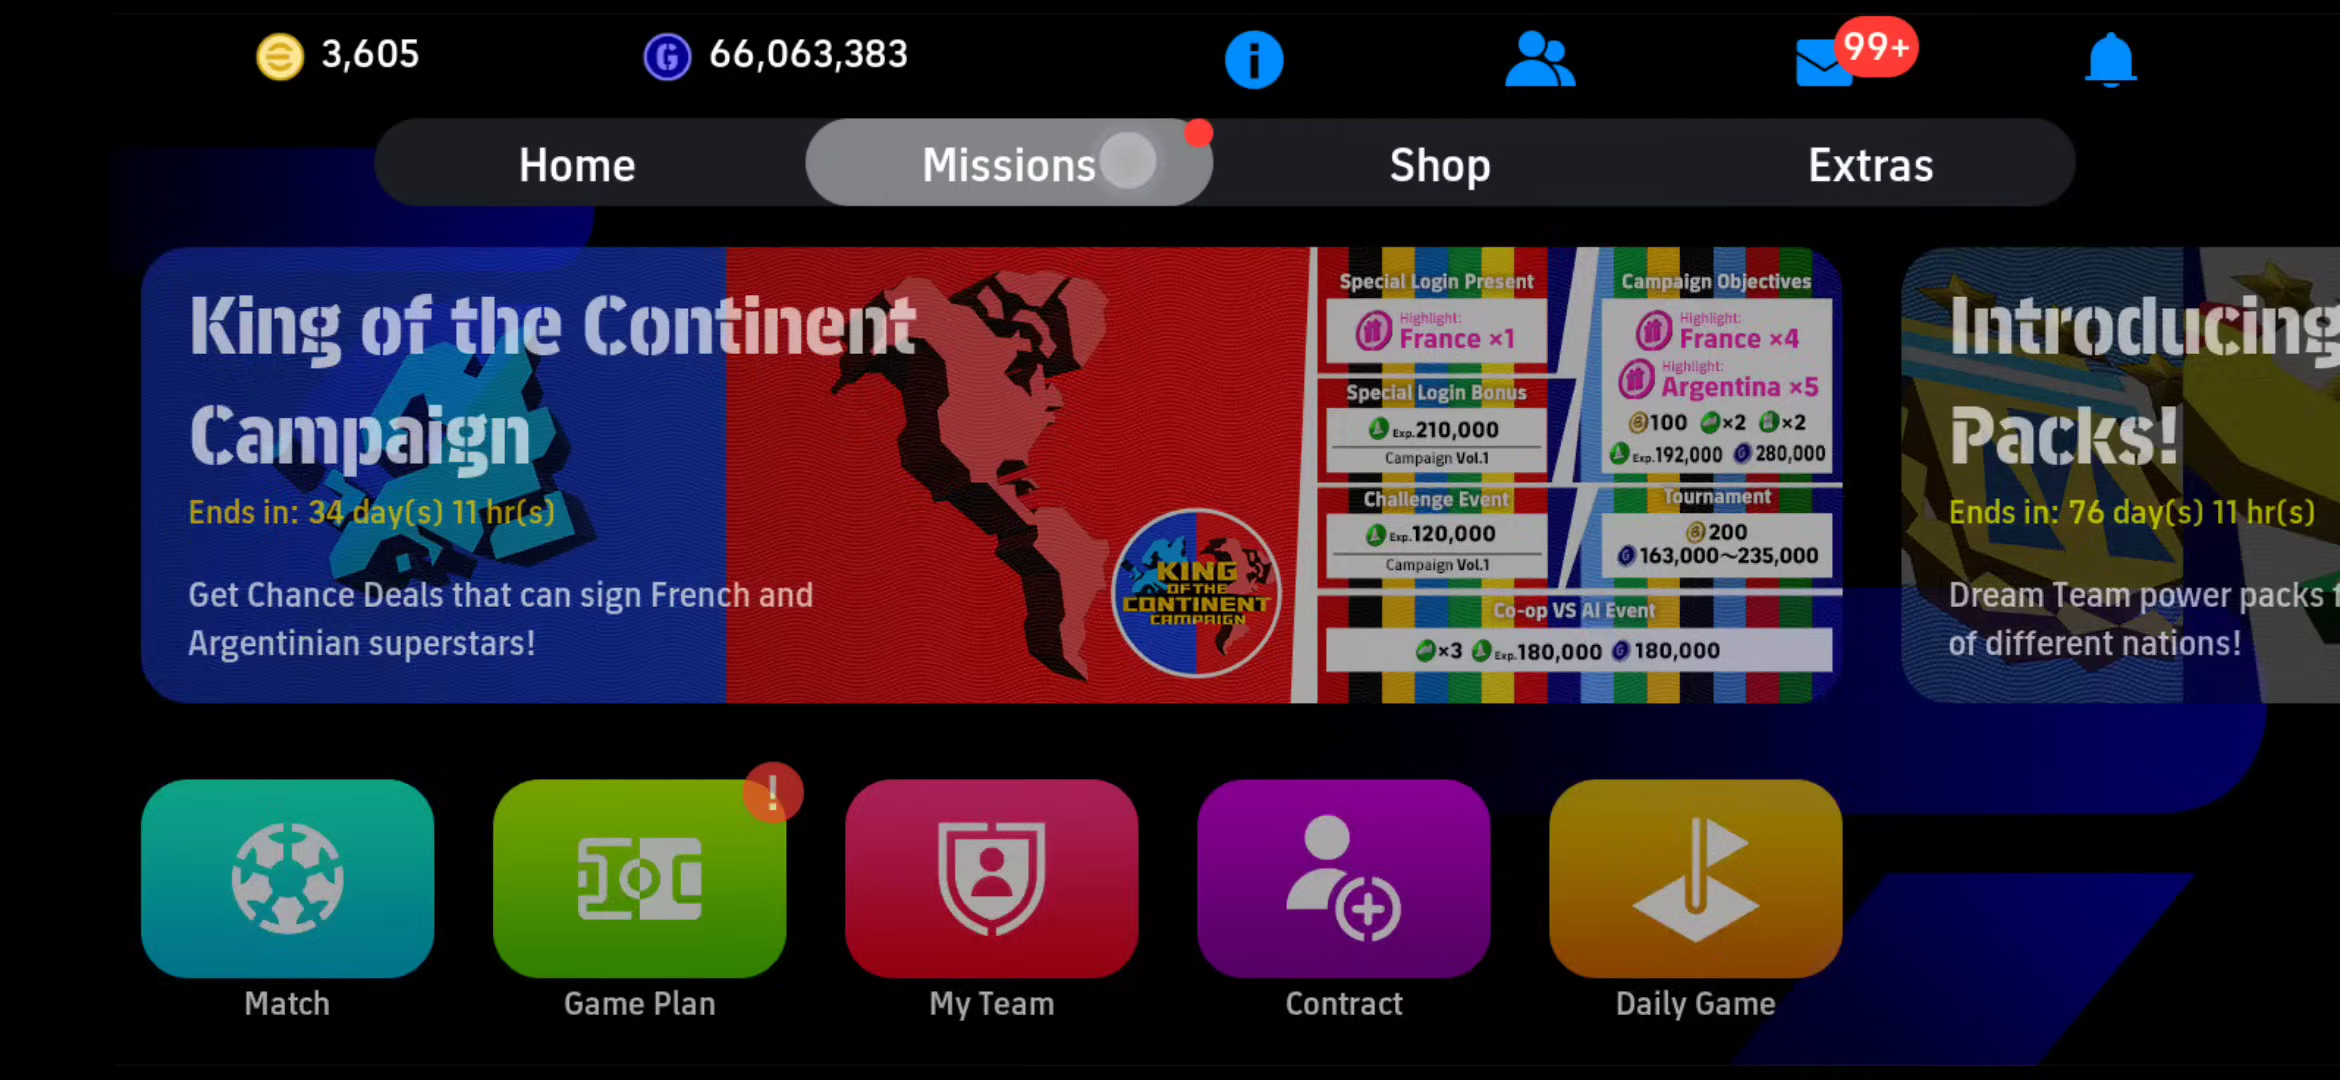 3,605
66,063,383
99+
Home
Missions
Shop
Extras
King of the Continent
Campaign
Ends in: 34 day(s) 11 hr(s)
Get Chance Deals that can sign French and
Argentinian superstars!
KING
OF THE
CONTINENT
CAMPAIGN
Special Login Present
Highlight:
France ×1
Special Login Bonus
Exp.210,000
Campaign Vol.1
Challenge Event
Exp.120,000
Campaign Vol.1
Campaign Objectives
Highlight:
France ×4
Highlight:
Argentina ×5
100 ×2 ×2
Exp.192,000 280,000
Tournament
200
163,000～235,000
Co-op VS AI Event
×3 Exp.180,000 180,000
Introducing
Packs!
Ends in: 76 day(s) 11 hr(s)
Dream Team power packs f
of different nations!
!
Match
Game Plan
My Team
Contract
Daily Game